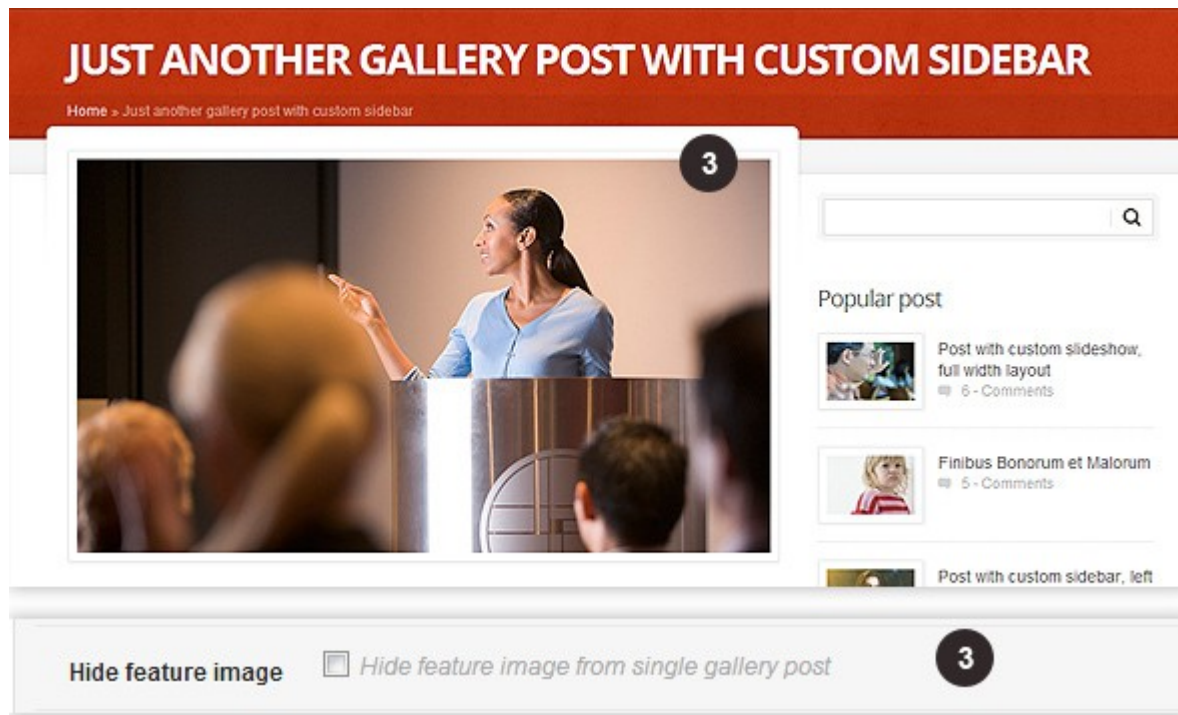 JUST ANOTHER GALLERY POST WITH CUSTOM SIDEBAR
Home » Just another gallery post with custom sidebar
3
Popular post
Post with custom slideshow,
full width layout
6 - Comments
Finibus Bonorum et Malorum
5 - Comments
Post with custom sidebar, left
Hide feature image
Hide feature image from single gallery post
3